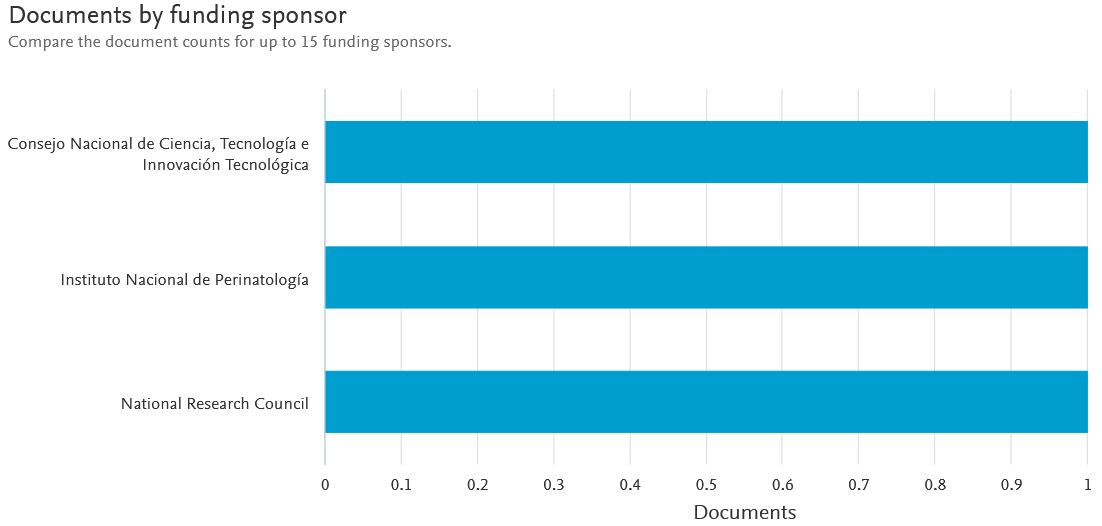 Documents by funding sponsor
Compare the document counts for up to 15 funding sponsors.
Consejo Nacional de Ciencia, Tecnología e
Innovación Tecnológica
Instituto Nacional de Perinatología
National Research Council
0 0.1 0.2 0.3 0.4 0.5 0.6 0.7 0.8 0.9 1
Documents